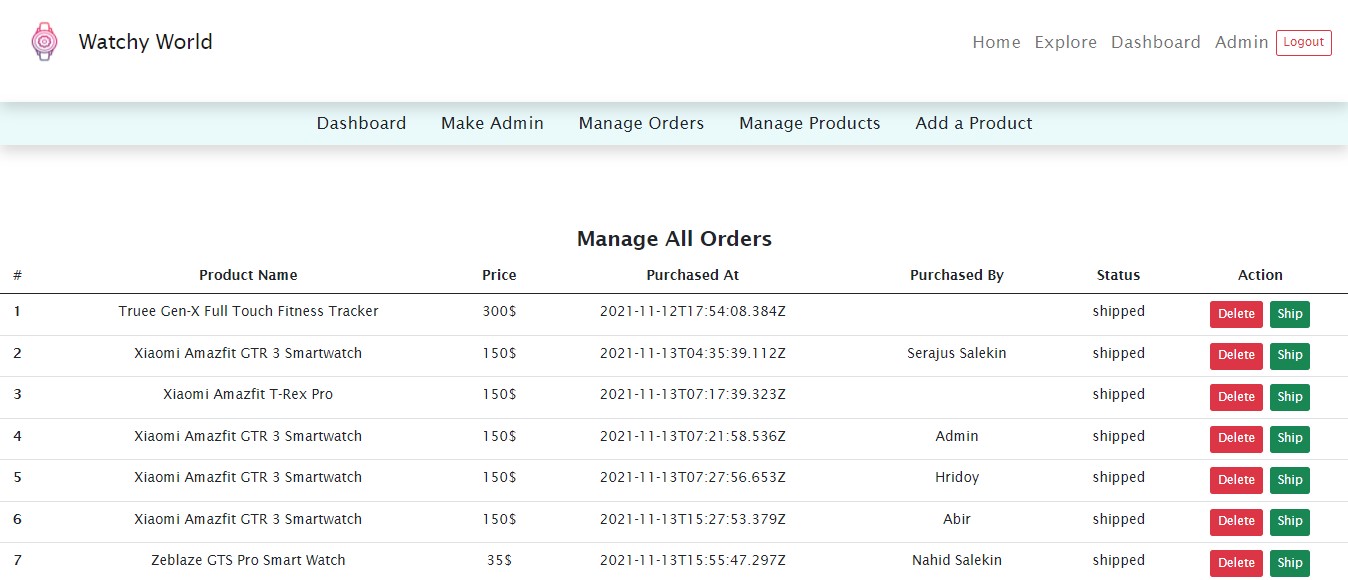 Watchy World
Home Explore Dashboard Admin Logout
Dashboard Make Admin Manage Orders Manage Products Add a Product
Manage All Orders
# Product Name Price Purchased At Purchased By Status Action
1 Truee Gen-X Full Touch Fitness Tracker 300$ 2021-11-12T17:54:08.384Z shipped Delete Ship
2 Xiaomi Amazfit GTR 3 Smartwatch 150$ 2021-11-13T04:35:39.112Z Serajus Salekin shipped Delete Ship
3 Xiaomi Amazfit T-Rex Pro 150$ 2021-11-13T07:17:39.323Z shipped Delete Ship
4 Xiaomi Amazfit GTR 3 Smartwatch 150$ 2021-11-13T07:21:58.536Z Admin shipped Delete Ship
5 Xiaomi Amazfit GTR 3 Smartwatch 150$ 2021-11-13T07:27:56.653Z Hridoy shipped Delete Ship
6 Xiaomi Amazfit GTR 3 Smartwatch 150$ 2021-11-13T15:27:53.379Z Abir shipped Delete Ship
7 Zeblaze GTS Pro Smart Watch 35$ 2021-11-13T15:55:47.297Z Nahid Salekin shipped Delete Ship